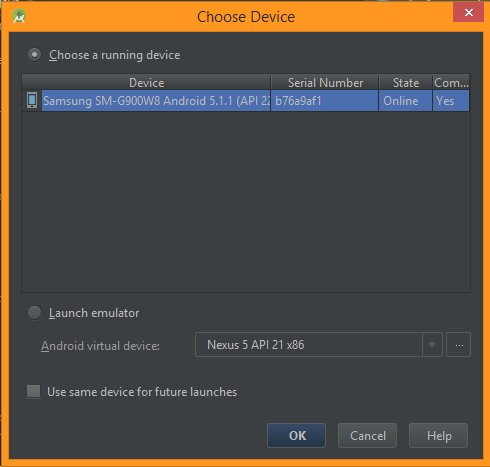 Choose Device
Choose a running device
Device Serial Number State Com...
Samsung SM-G900W8 Android 5.1.1 (API 22 b76a9af1 Online Yes
Launch emulator
Android virtual device: Nexus 5 API 21 x86 ...
Use same device for future launches
OK Cancel Help